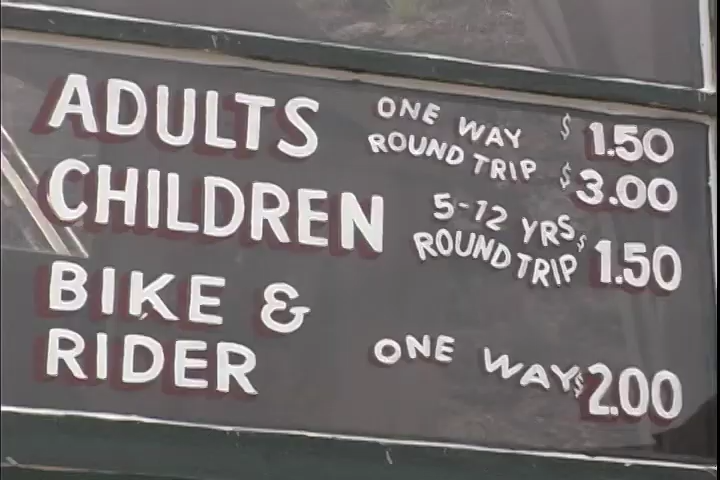 ADULTS ONE WAY $ 1.50
ROUND TRIP $ 3.00
CHILDREN 5-12 YRS
ROUND TRIP $ 1.50
BIKE &
RIDER ONE WAY $ 2.00